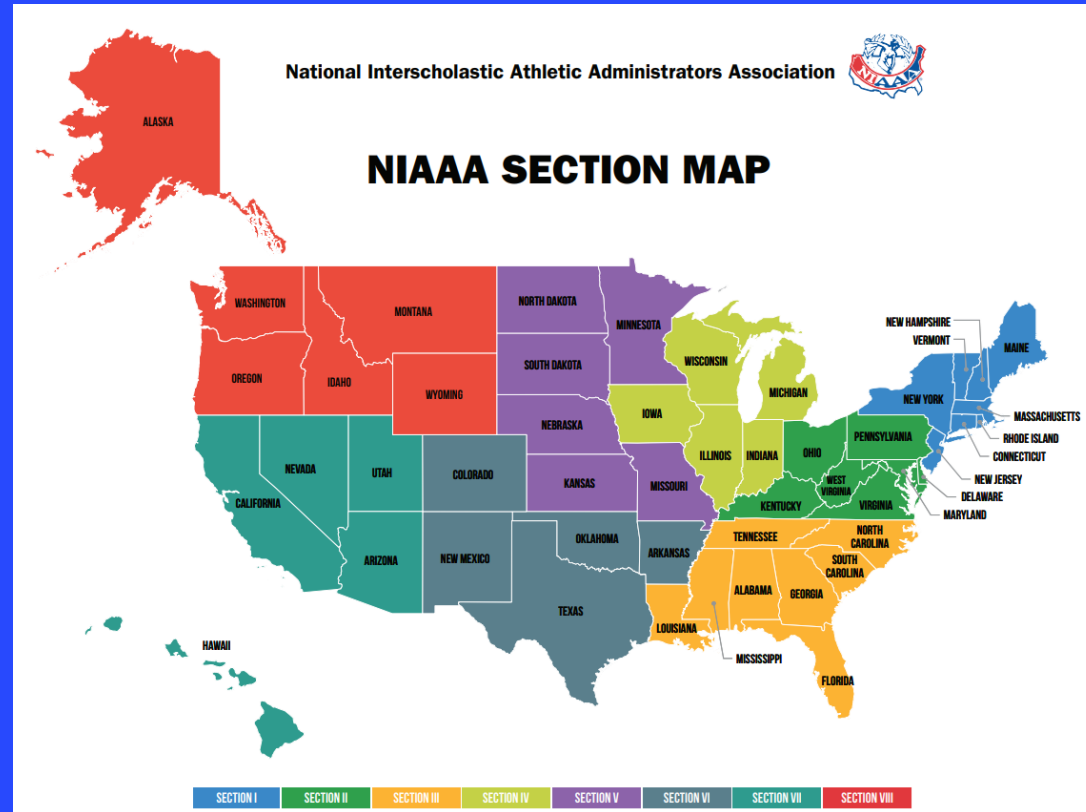 National Interscholastic Athletic Administrators Association
NIAAA
NIAAA SECTION MAP
ALASKA
WASHINGTON
MONTANA
OREGON
IDAHO
WYOMING
NORTH DAKOTA
MINNESOTA
SOUTH DAKOTA
NEBRASKA
KANSAS
MISSOURI
WISCONSIN
MICHIGAN
IOWA
ILLINOIS
INDIANA
NEW HAMPSHIRE
VERMONT
MAINE
NEW YORK
MASSACHUSETTS
RHODE ISLAND
CONNECTICUT
NEW JERSEY
PENNSYLVANIA
OHIO
WEST
VIRGINIA
VIRGINIA
KENTUCKY
DELAWARE
MARYLAND
NEVADA
UTAH
CALIFORNIA
ARIZONA
HAWAII
COLORADO
NEW MEXICO
OKLAHOMA
ARKANSAS
TEXAS
TENNESSEE
NORTH
CAROLINA
SOUTH
CAROLINA
ALABAMA
GEORGIA
LOUISIANA
MISSISSIPPI
FLORIDA
SECTION I
SECTION II
SECTION III
SECTION IV
SECTION V
SECTION VI
SECTION VII
SECTION VIII